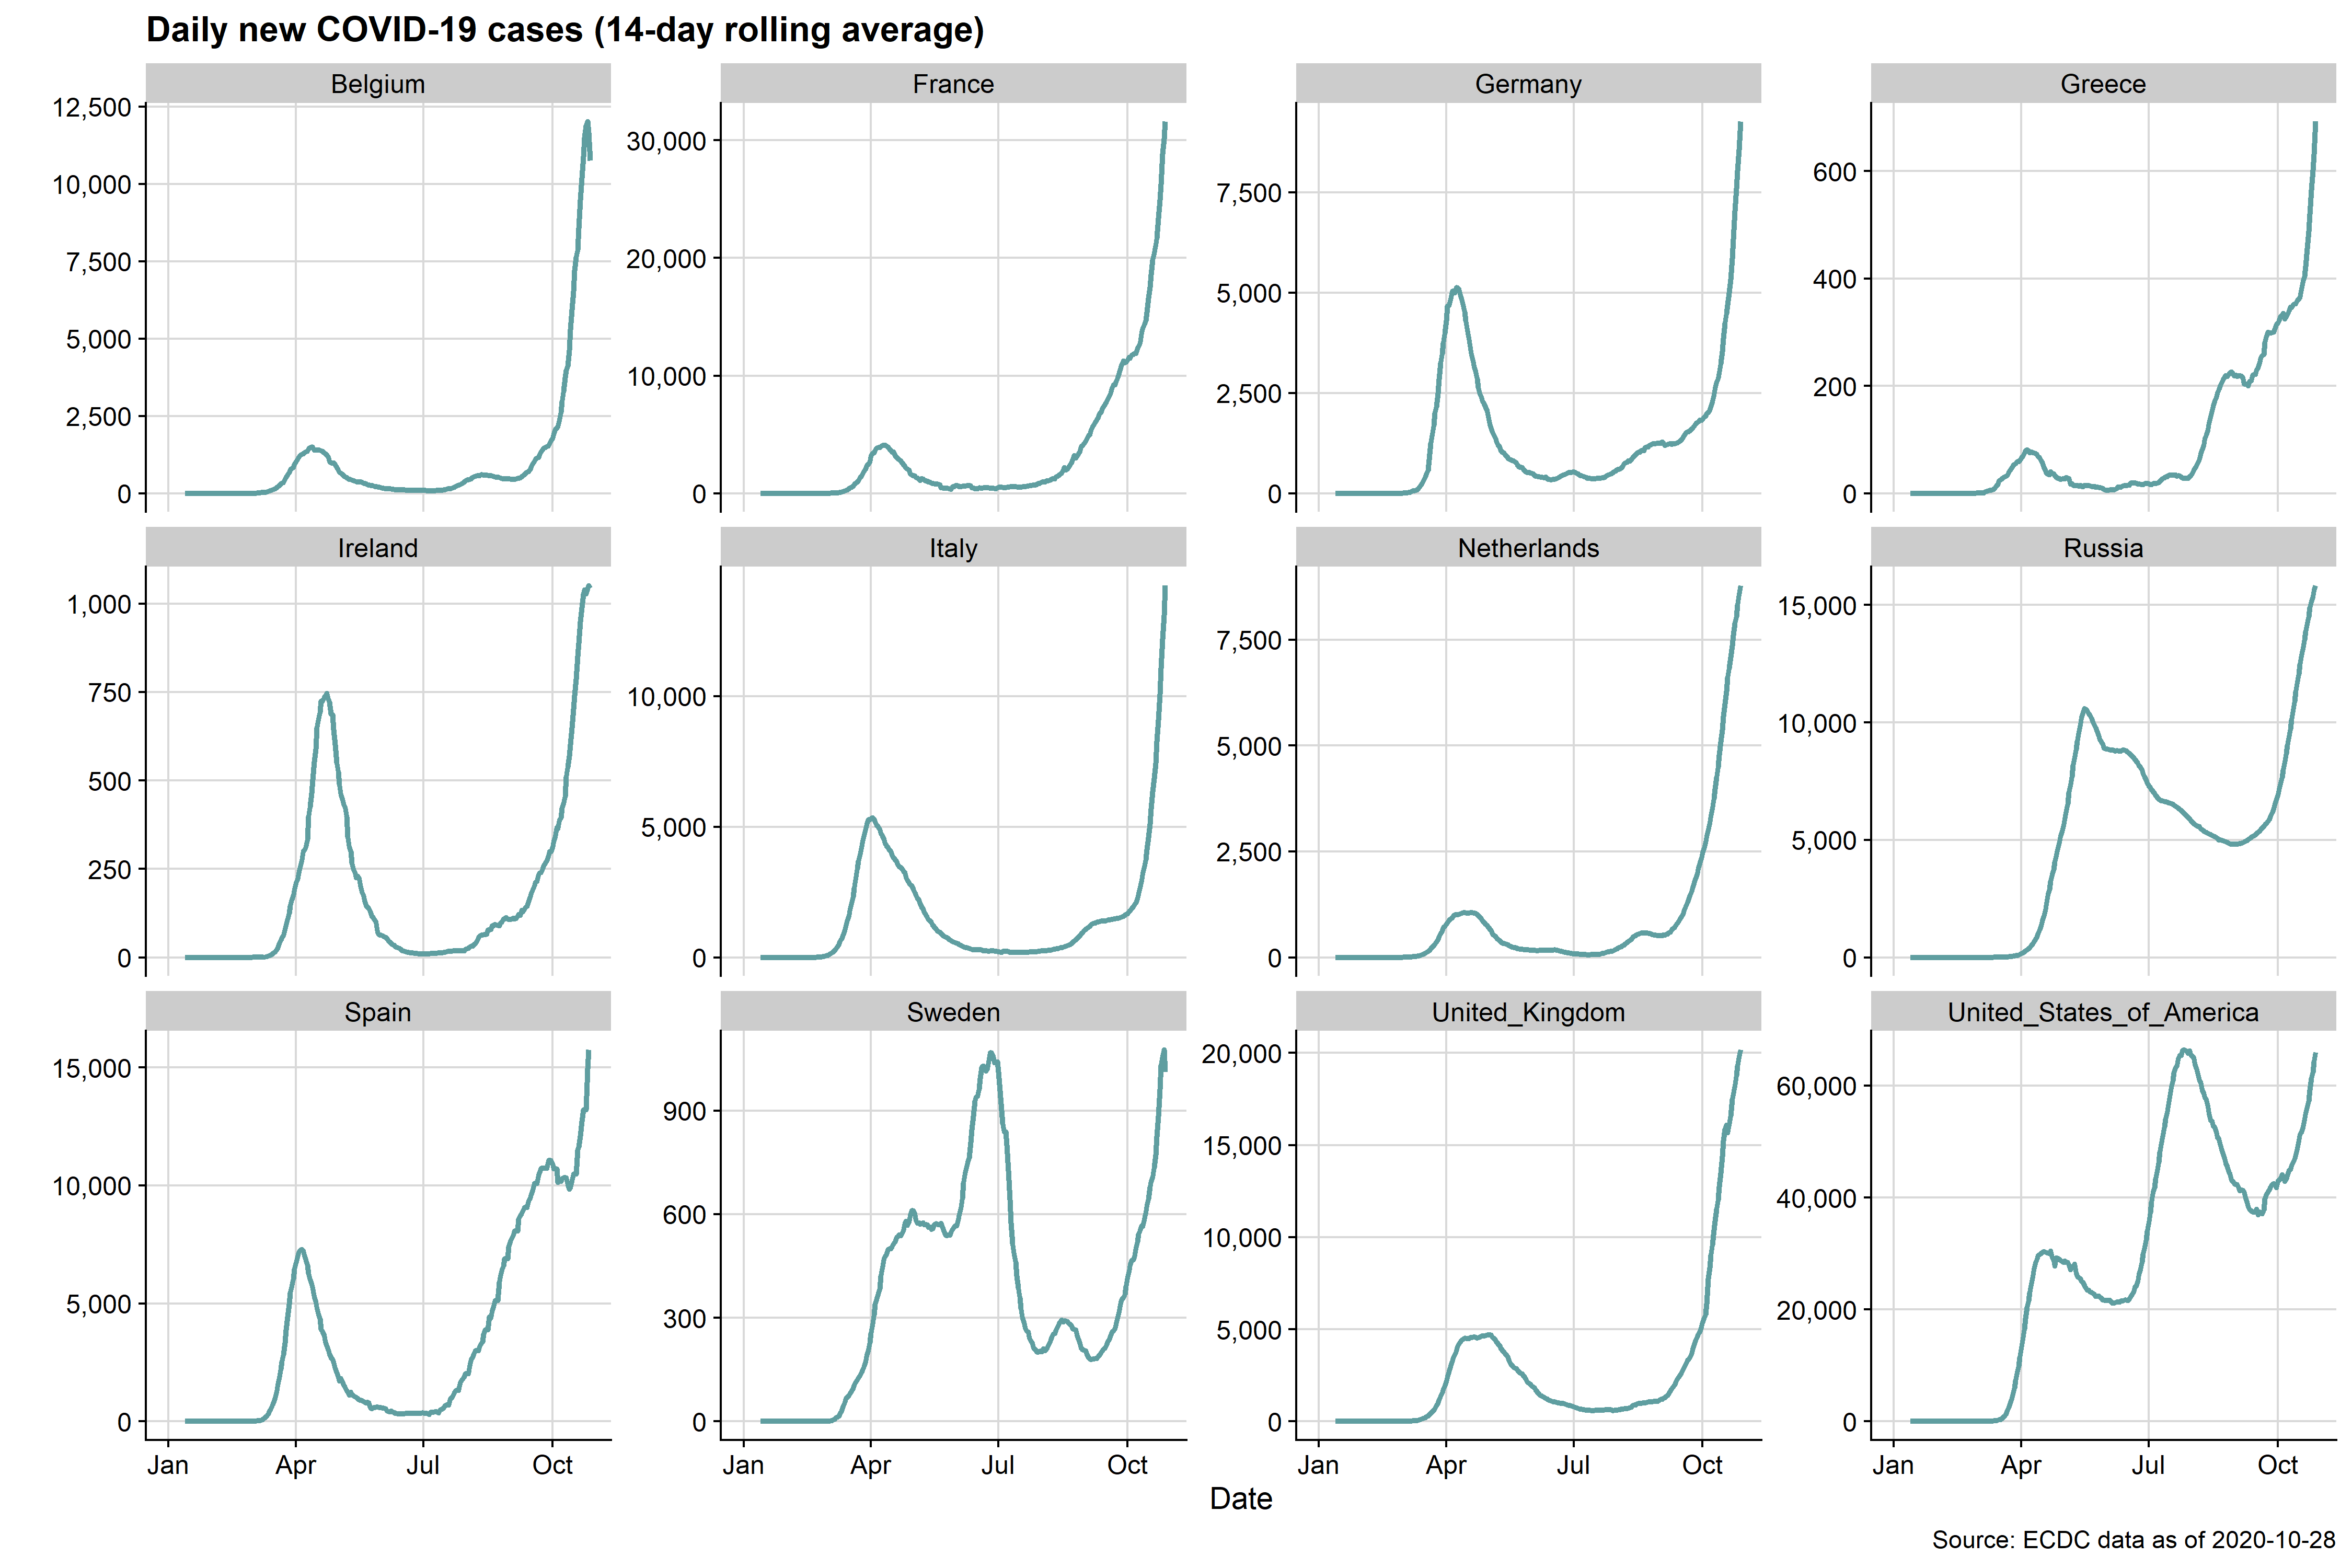 Daily new COVID-19 cases (14-day rolling average)
Belgium
12,500
10,000
7,500
5,000
2,500
0
France
30,000
20,000
10,000
0
Germany
7,500
5,000
2,500
0
Greece
600
400
200
0
Ireland
1,000
750
500
250
0
Italy
10,000
5,000
0
Netherlands
7,500
5,000
2,500
0
Russia
15,000
10,000
5,000
0
Spain
15,000
10,000
5,000
0
Jan Apr Jul Oct
Sweden
900
600
300
0
Jan Apr Jul Oct
United_Kingdom
20,000
15,000
10,000
5,000
0
Jan Apr Jul Oct
United_States_of_America
60,000
40,000
20,000
0
Jan Apr Jul Oct
Date
Source: ECDC data as of 2020-10-28